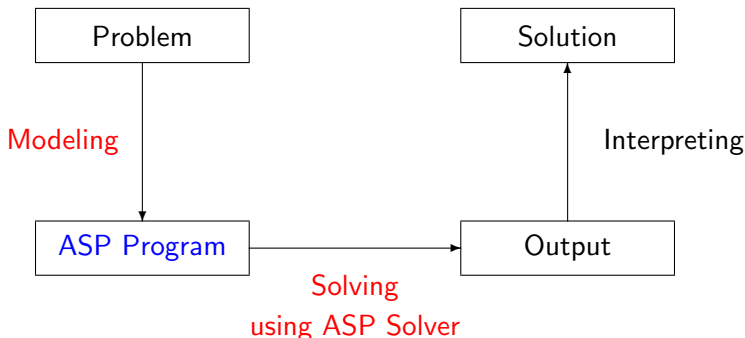 Problem
Solution
Modeling
Interpreting
ASP Program
Output
Solving
using ASP Solver